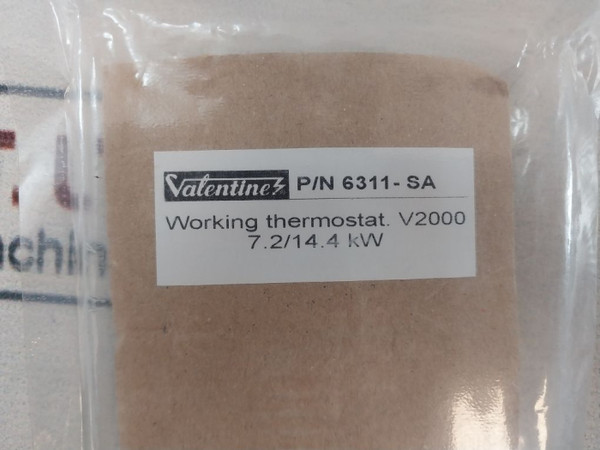 Valentine P/N 6311- SA
Working thermostat. V2000
7.2/14.4 kW